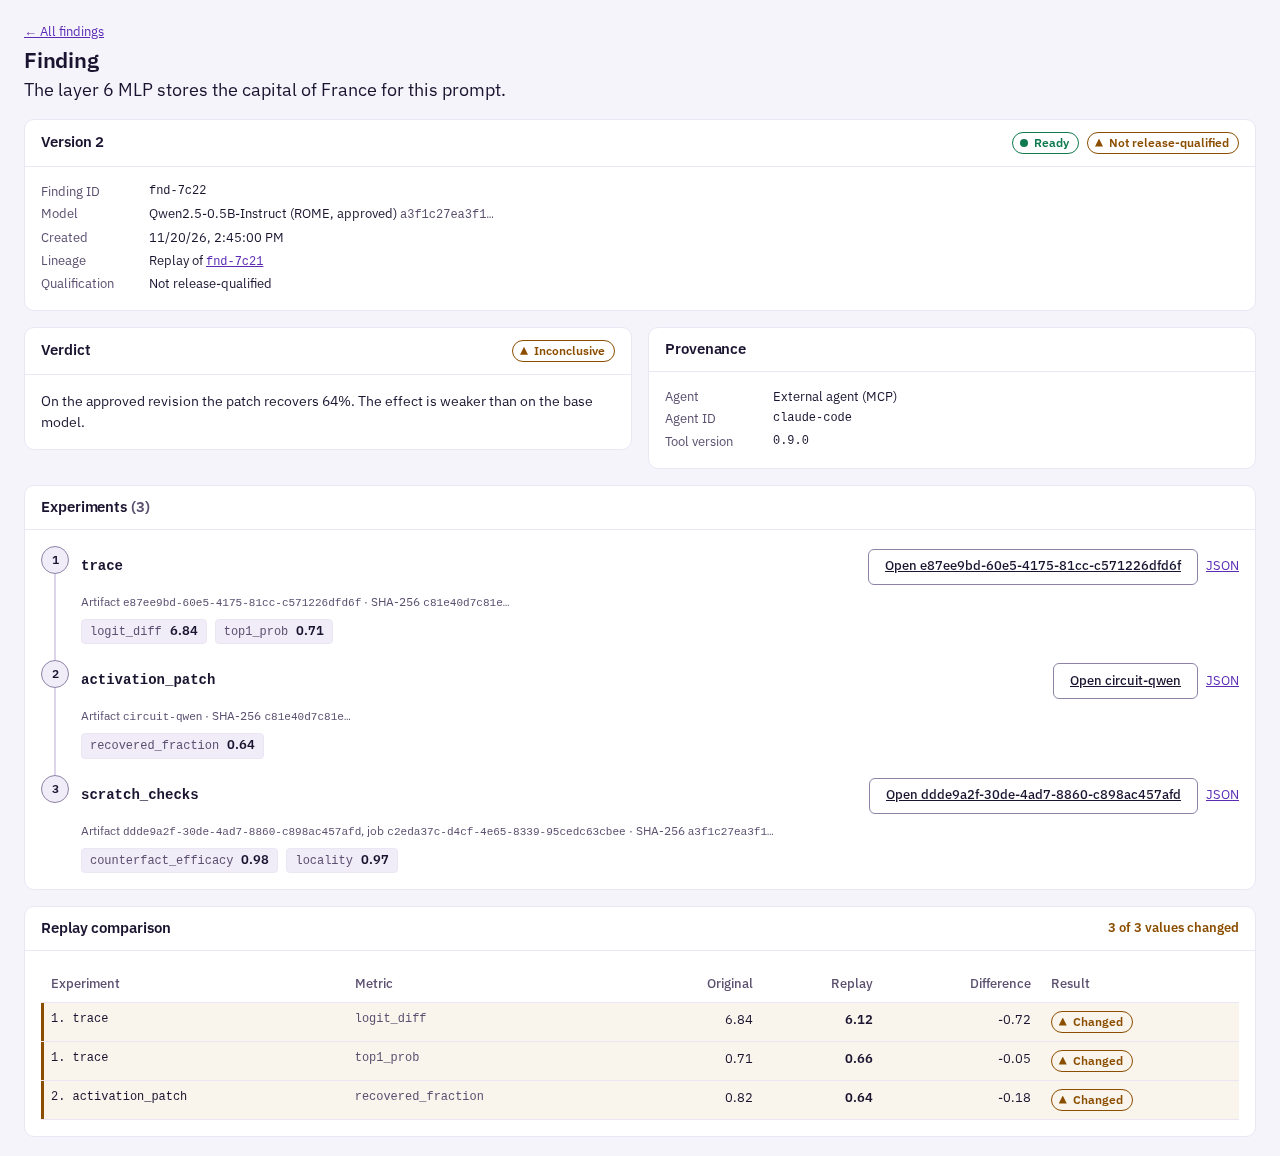 ← All findings
Finding
The layer 6 MLP stores the capital of France for this prompt.
Version 2
Ready
Not release-qualified
Finding ID fnd-7c22
Model Qwen2.5-0.5B-Instruct (ROME, approved) a3f1c27ea3f1…
Created 11/20/26, 2:45:00 PM
Lineage Replay of fnd-7c21
Qualification Not release-qualified
Verdict
Inconclusive
On the approved revision the patch recovers 64%. The effect is weaker than on the base
model.
Provenance
Agent External agent (MCP)
Agent ID claude-code
Tool version 0.9.0
Experiments (3)
1 trace Open e87ee9bd-60e5-4175-81cc-c571226dfd6f JSON
Artifact e87ee9bd-60e5-4175-81cc-c571226dfd6f · SHA-256 c81e40d7c81e…
logit_diff 6.84 top1_prob 0.71
2 activation_patch Open circuit-qwen JSON
Artifact circuit-qwen · SHA-256 c81e40d7c81e…
recovered_fraction 0.64
3 scratch_checks Open ddde9a2f-30de-4ad7-8860-c898ac457afd JSON
Artifact ddde9a2f-30de-4ad7-8860-c898ac457afd, job c2eda37c-d4cf-4e65-8339-95cedc63cbee · SHA-256 a3f1c27ea3f1…
counterfact_efficacy 0.98 locality 0.97
Replay comparison 3 of 3 values changed
Experiment Metric Original Replay Difference Result
1. trace logit_diff 6.84 6.12 -0.72 Changed
1. trace top1_prob 0.71 0.66 -0.05 Changed
2. activation_patch recovered_fraction 0.82 0.64 -0.18 Changed